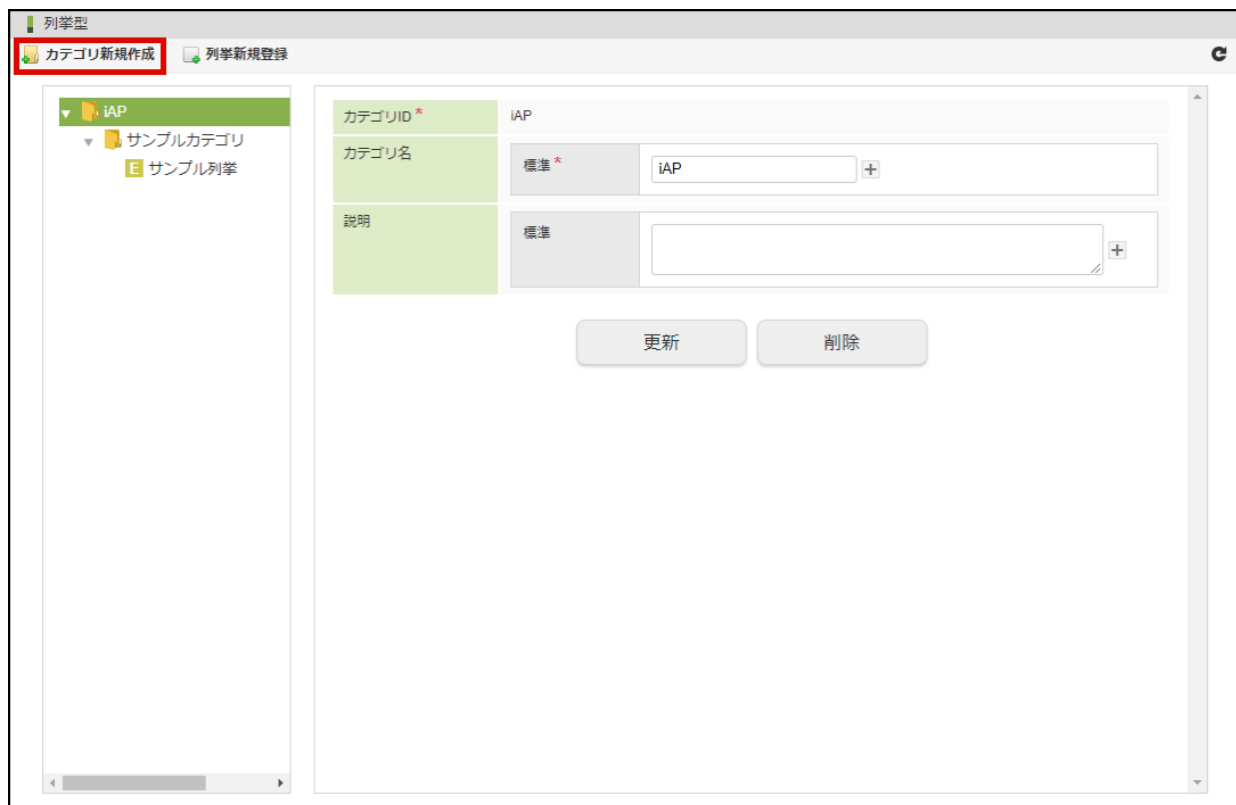 列挙型
カテゴリ新規作成 列挙新規登録
iAP
サンプルカテゴリ
E サンプル列挙
カテゴリID * iAP
カテゴリ名 標準 * iAP
説明 標準
更新 削除